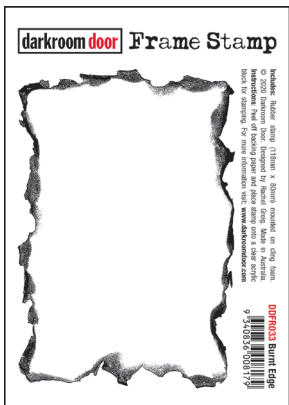 darkroom door Frame Stamp
Includes: Rubber stamp (118mm x 80mm) mounted on cling foam.
© 2020 Darkroom Door. Designed by Rachel Greig. Made in Australia.
Instructions: Peel off backing paper and place stamp onto a clear acrylic
block for stamping. For more information visit: www.darkroomdoor.com
DDFR033 Burnt Edge
9 340836 008179